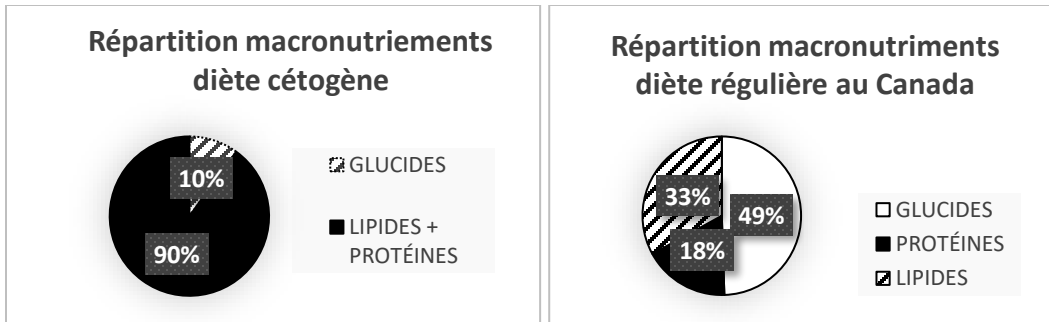 Répartition macronutriements
diète cétogène
10%
90%
GLUCIDES
LIPIDES +
PROTÉINES
Répartition macronutriments
diète régulière au Canada
33%
49%
18%
GLUCIDES
PROTÉINES
LIPIDES